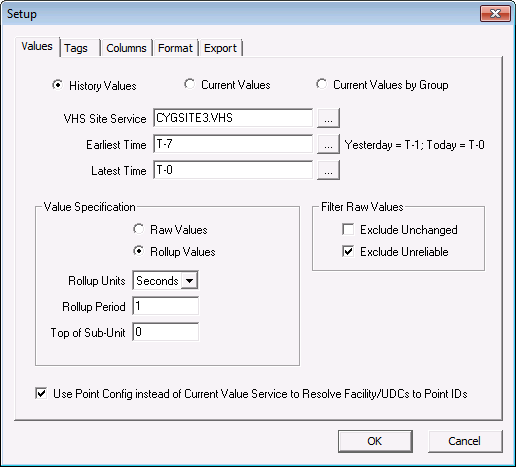 Setup
Values Tags Columns Format Export
History Values Current Values Current Values by Group
VHS Site Service CYGSITE3.VHS ...
Earliest Time T-7 ... Yesterday = T-1; Today = T-0
Latest Time T-0 ...
Value Specification Filter Raw Values
Raw Values Exclude Unchanged
Rollup Values Exclude Unreliable
Rollup Units Seconds
Rollup Period 1
Top of Sub-Unit 0
Use Point Config instead of Current Value Service to Resolve Facility/UDCs to Point IDs
OK Cancel